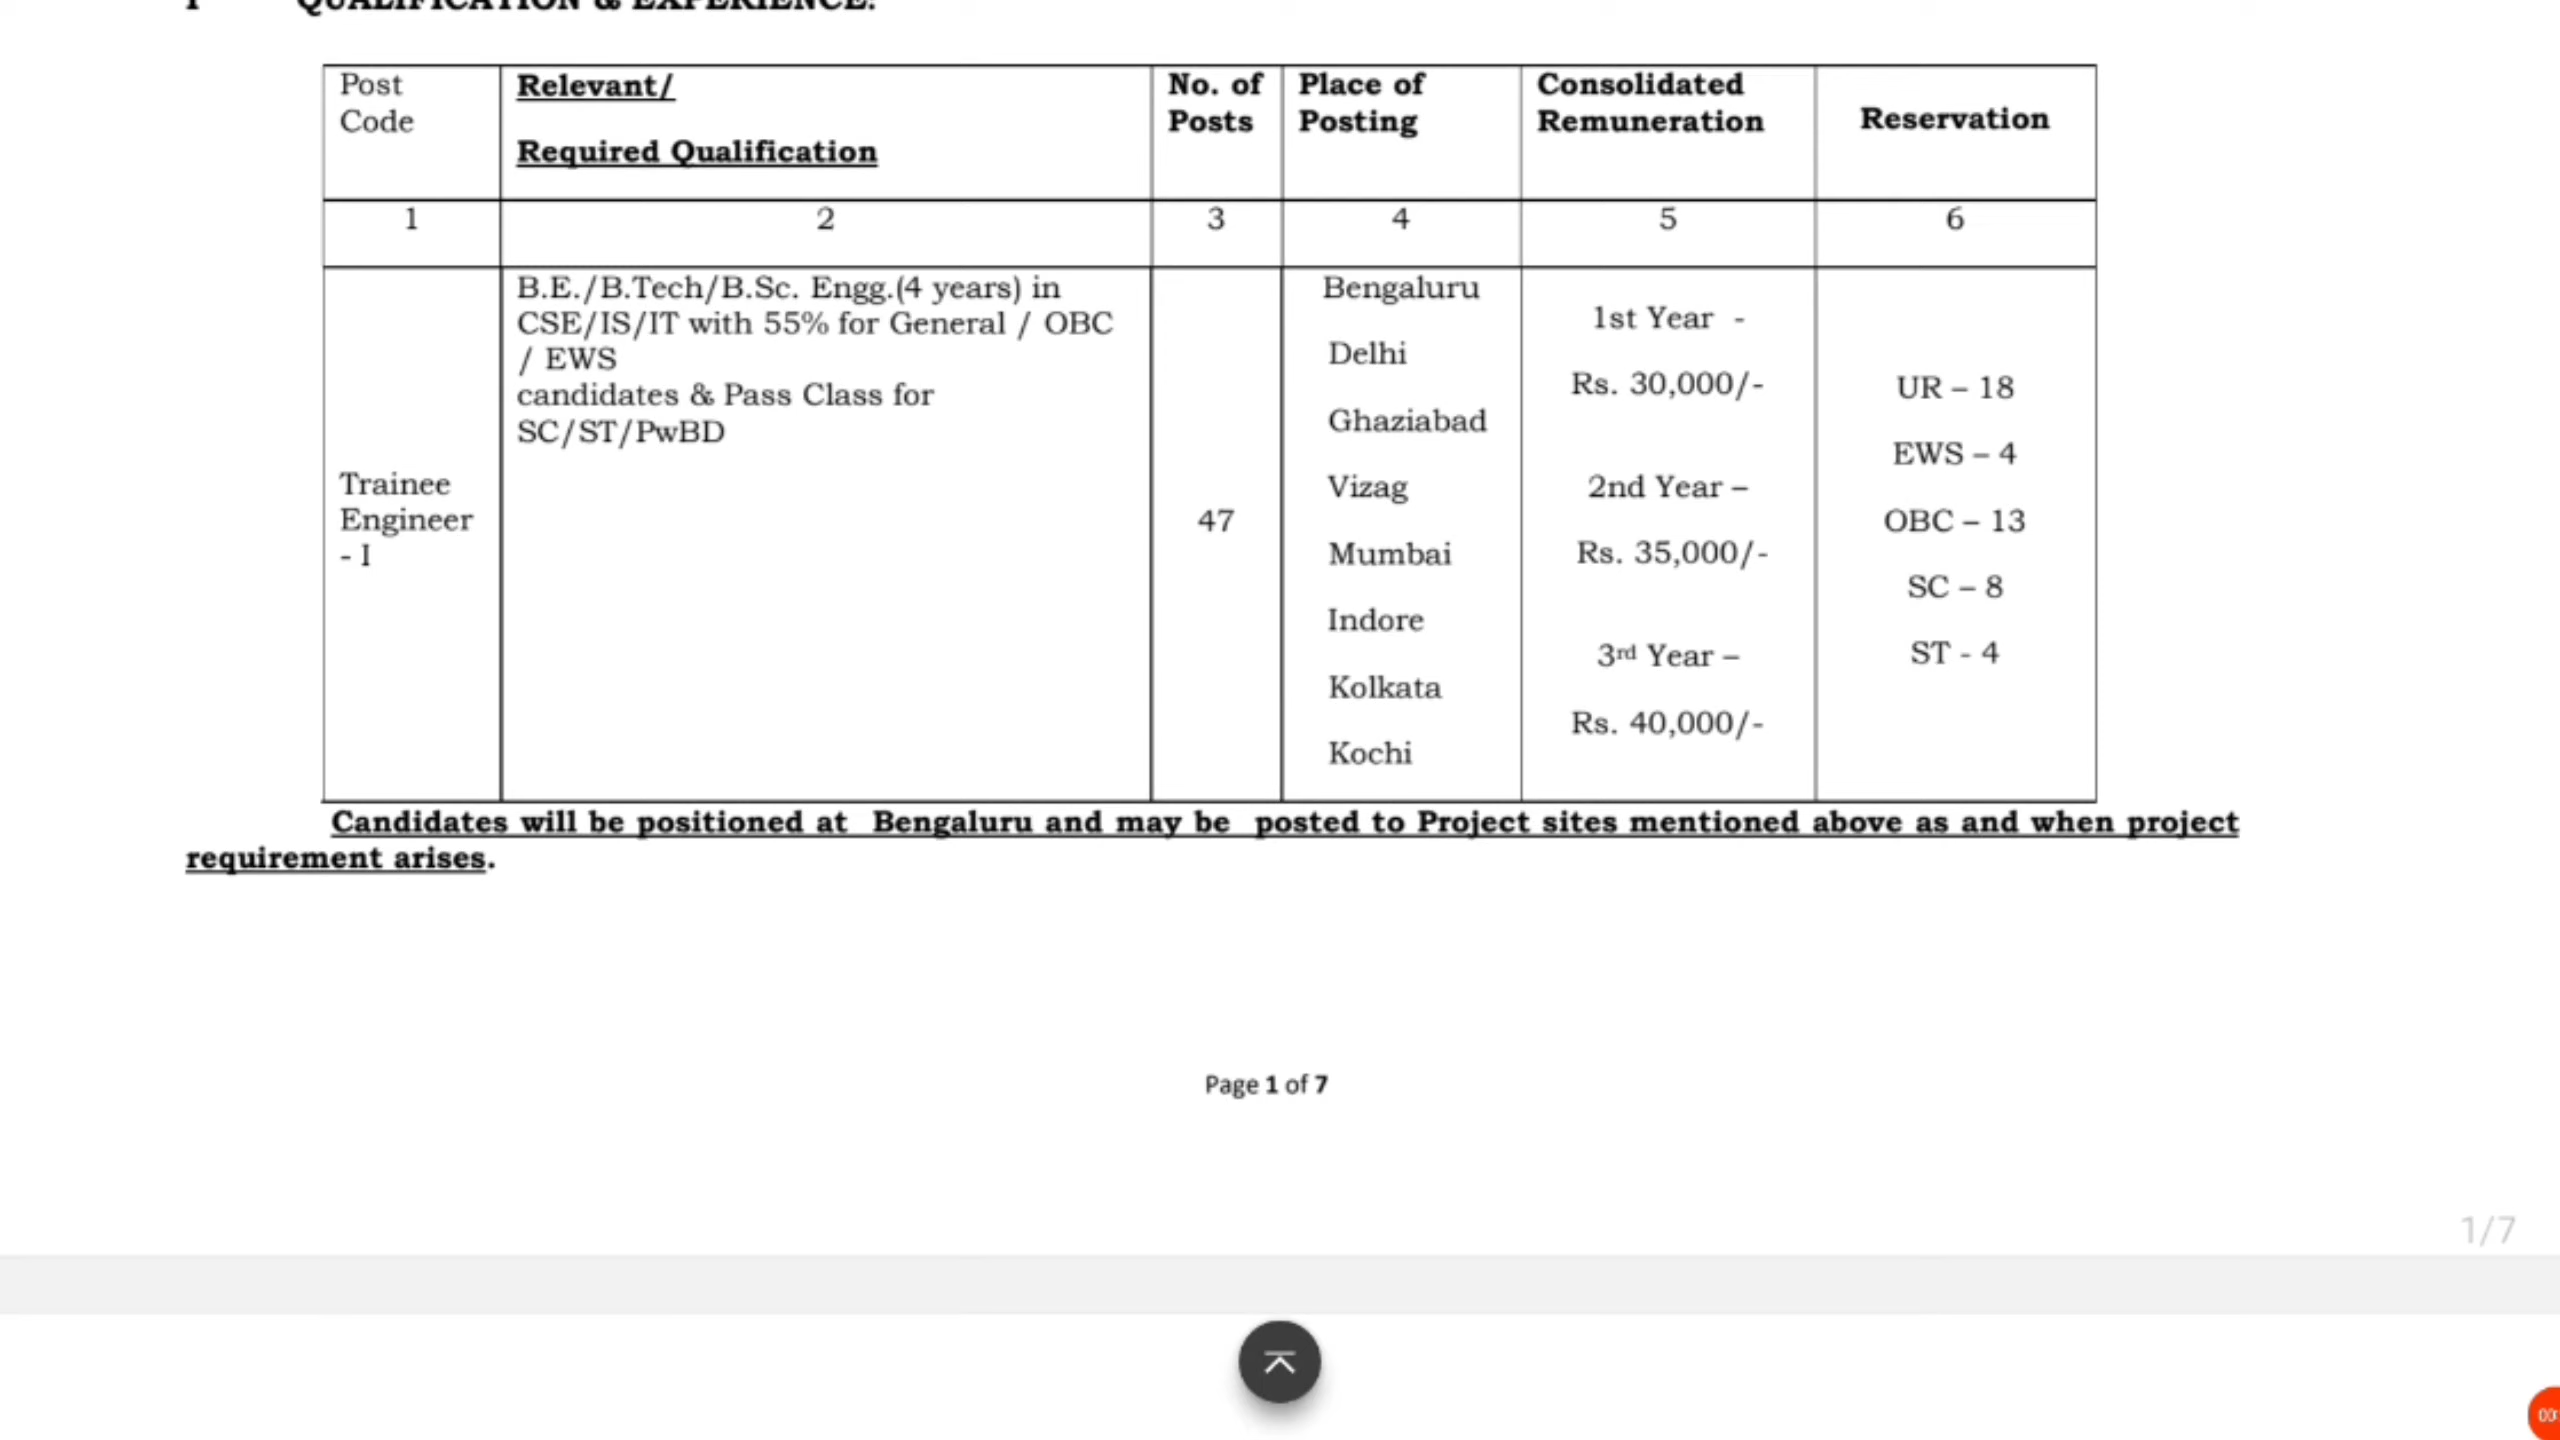 I QUALIFICATION & EXPERIENCE:
Post
Code
Relevant/
Required Qualification
No. of
Posts
Place of
Posting
Consolidated
Remuneration
Reservation
1
2
3
4
5
6
Trainee
Engineer
- I
B.E./B.Tech/B.Sc. Engg.(4 years) in
CSE/IS/IT with 55% for General / OBC
/ EWS
candidates & Pass Class for
SC/ST/PwBD
47
Bengaluru
Delhi
Ghaziabad
Vizag
Mumbai
Indore
Kolkata
Kochi
1st Year -
Rs. 30,000/-
2nd Year –
Rs. 35,000/-
3rd Year –
Rs. 40,000/-
UR – 18
EWS – 4
OBC – 13
SC – 8
ST - 4
Candidates will be positioned at Bengaluru and may be posted to Project sites mentioned above as and when project
requirement arises.
Page 1 of 7
1/7